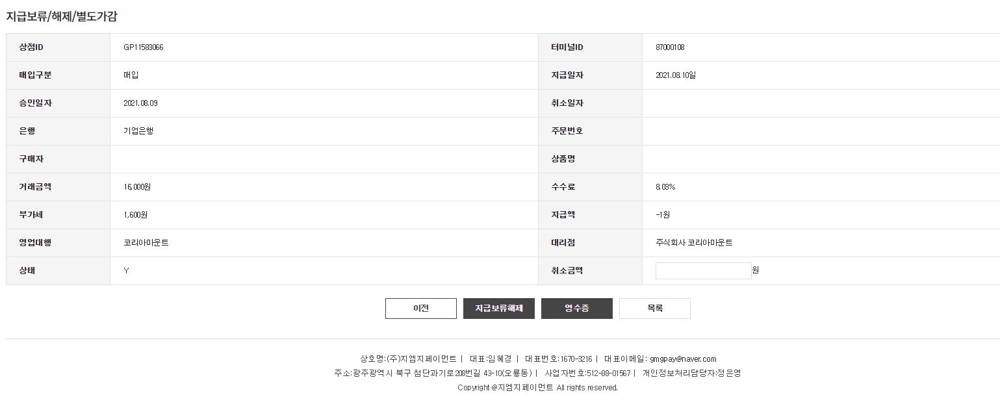 지급보류/해제/별도가감
상점ID GP11583066 터미널ID 87000108
매입구분 매입 지급일자 2021.08.10일
승인일자 2021.08.09 취소일자
은행 기업은행 주문번호
구매자 상품명
거래금액 16,000원 수수료 8.03%
부가세 1,600원 지급액 -1원
영업대행 코리아마운트 대리점 주식회사 코리아마운트
상태 Y 취소금액 원
이전 지급보류해제 영수증 목록
상호명:(주)지엠지페이먼트 | 대표:임혜경 | 대표번호:1670-3216 | 대표이메일: gmgpay@naver.com
주소:광주광역시 북구 첨단과기로208번길 43-10(오룡동) | 사업자번호:512-88-01567 | 개인정보처리담당자:정은영
Copyright @지엠지페이먼트 All rights reserved.